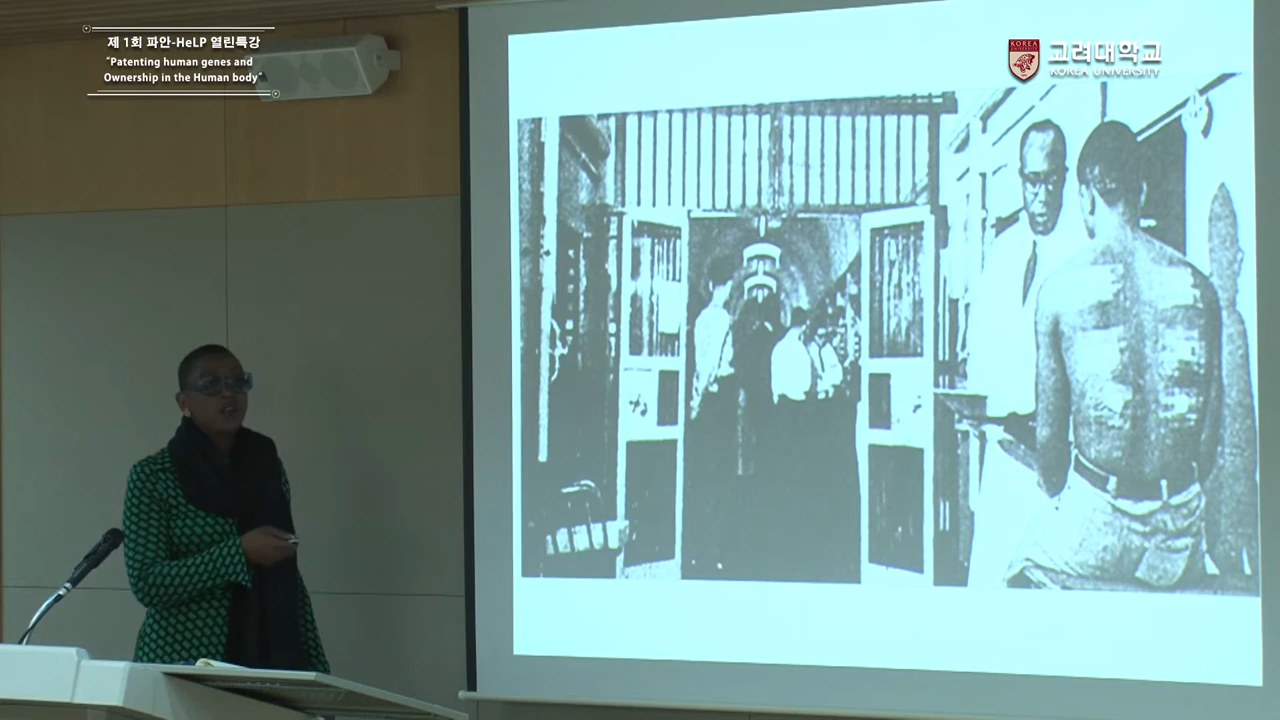 제 1회 파안-HeLP 열린특강
“Patenting human genes and
Ownership in the Human body”
KOREA
고려대학교
KOREA UNIVERSITY